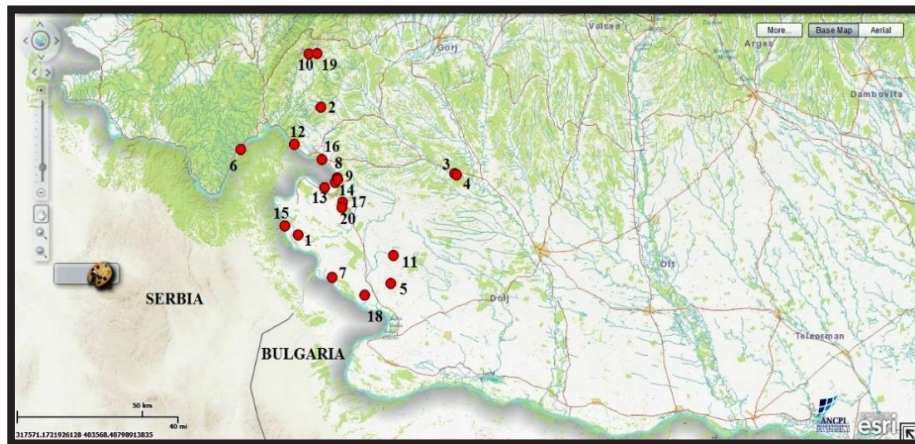 Valsea
More...
Base Map
Aerial
Gorj
Arges
Dambovita
10 19
2
12
16
6
8
9
3
4
13
14
17
20
15
1
11
7
5
18
Dolj
Olt
Teleorman
SERBIA
BULGARIA
50 km
40 mi
317571.1721926128 403568.48798913835
ANCPI
esri